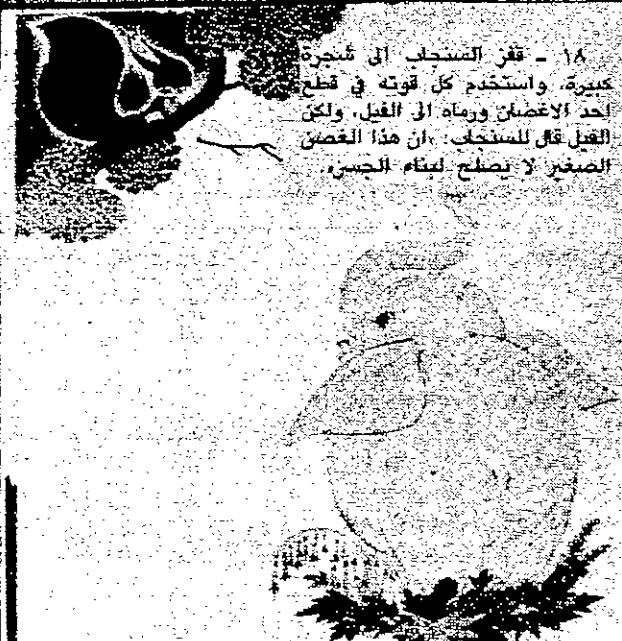 ١٨ - قفز السنجاب الى شجرة
كبيرة، واستخدم كل قوته في قطع
احد الاغصان ورماه الى الفيل، ولكن
الفيل قال للسنجاب: «ان هذا الغصن
الصغير لا يصلح لبناء الجسر».